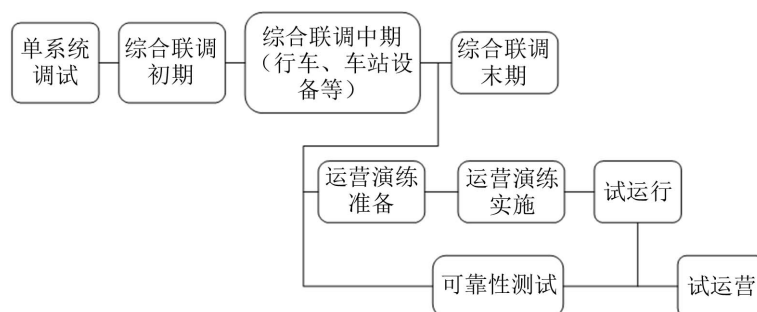 单系统
调试
综合联调
初期
综合联调中期
（行车、车站设
备等）
综合联调
末期
运营演练
准备
运营演练
实施
试运行
可靠性测试
试运营